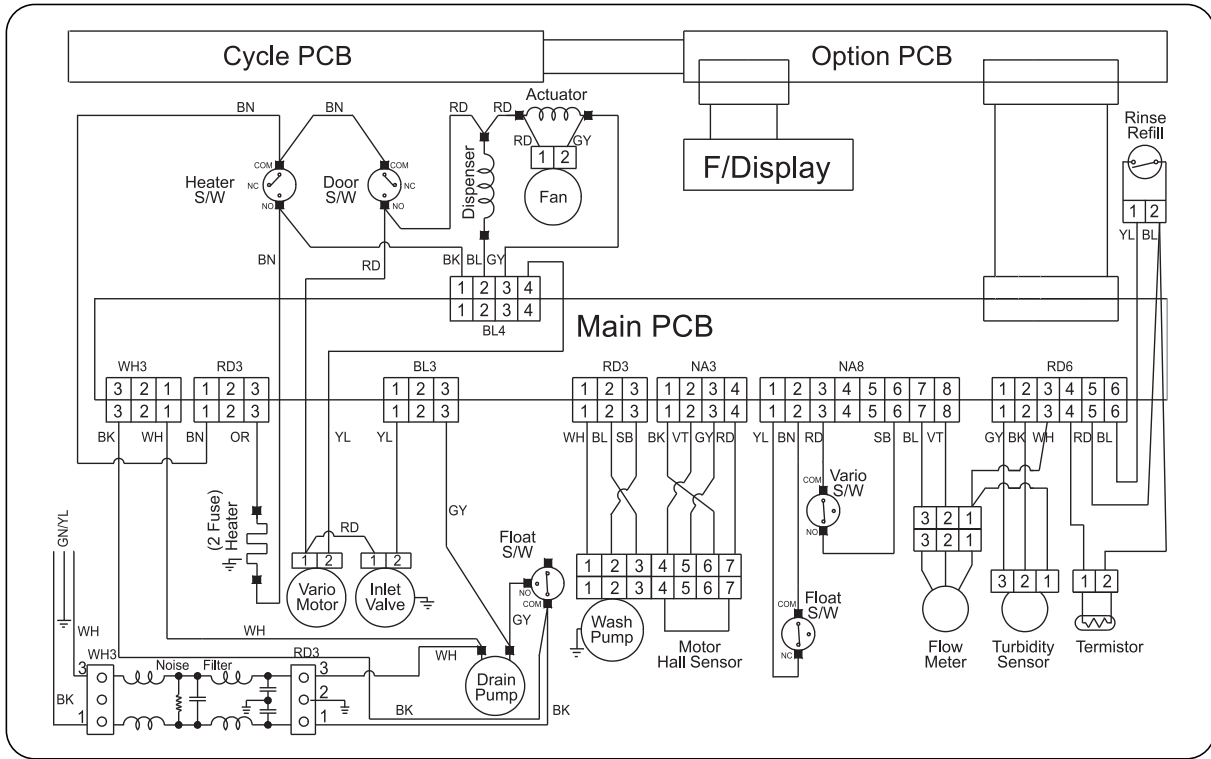 Cycle PCB
Option PCB
Actuator
BN
BN
RD
RD
RD
GY
1 2
Fan
F/Display
Rinse
Refill
1 2
YL BL
COM
NC
NO
Heater
S/W
COM
NC
NO
Door
S/W
Dispenser
BN
RD
BK BL GY
1 2 3 4
1 2 3 4
BL4
Main PCB
WH3
3 2 1
3 2 1
BK WH
RD3
1 2 3
1 2 3
BN OR
BL3
1 2 3
1 2 3
YL
YL
RD3
1 2 3
1 2 3
WH BL SB
NA3
1 2 3 4
1 2 3 4
BK VT GY RD
NA8
1 2 3 4 5 6 7 8
1 2 3 4 5 6 7 8
YL BN RD SB BL VT
RD6
1 2 3 4 5 6
1 2 3 4 5 6
GY BK WH RD BL
GN/YL
(2 Fuse)
Heater
RD
GY
1 2
Vario
Motor
1 2
Inlet
Valve
Float
S/W
NO
COM
GY
1 2 3 4 5 6 7
1 2 3 4 5 6 7
Wash
Pump
Motor
Hall Sensor
COM
NO
Vario
S/W
COM
NC
Float
S/W
3 2 1
3 2 1
Flow
Meter
3 2 1
Turbidity
Sensor
1 2
Termistor
WH
WH
WH
BK
WH3
3
1
Noise Filter
RD3
3
2
1
Drain
Pump
BK
BK